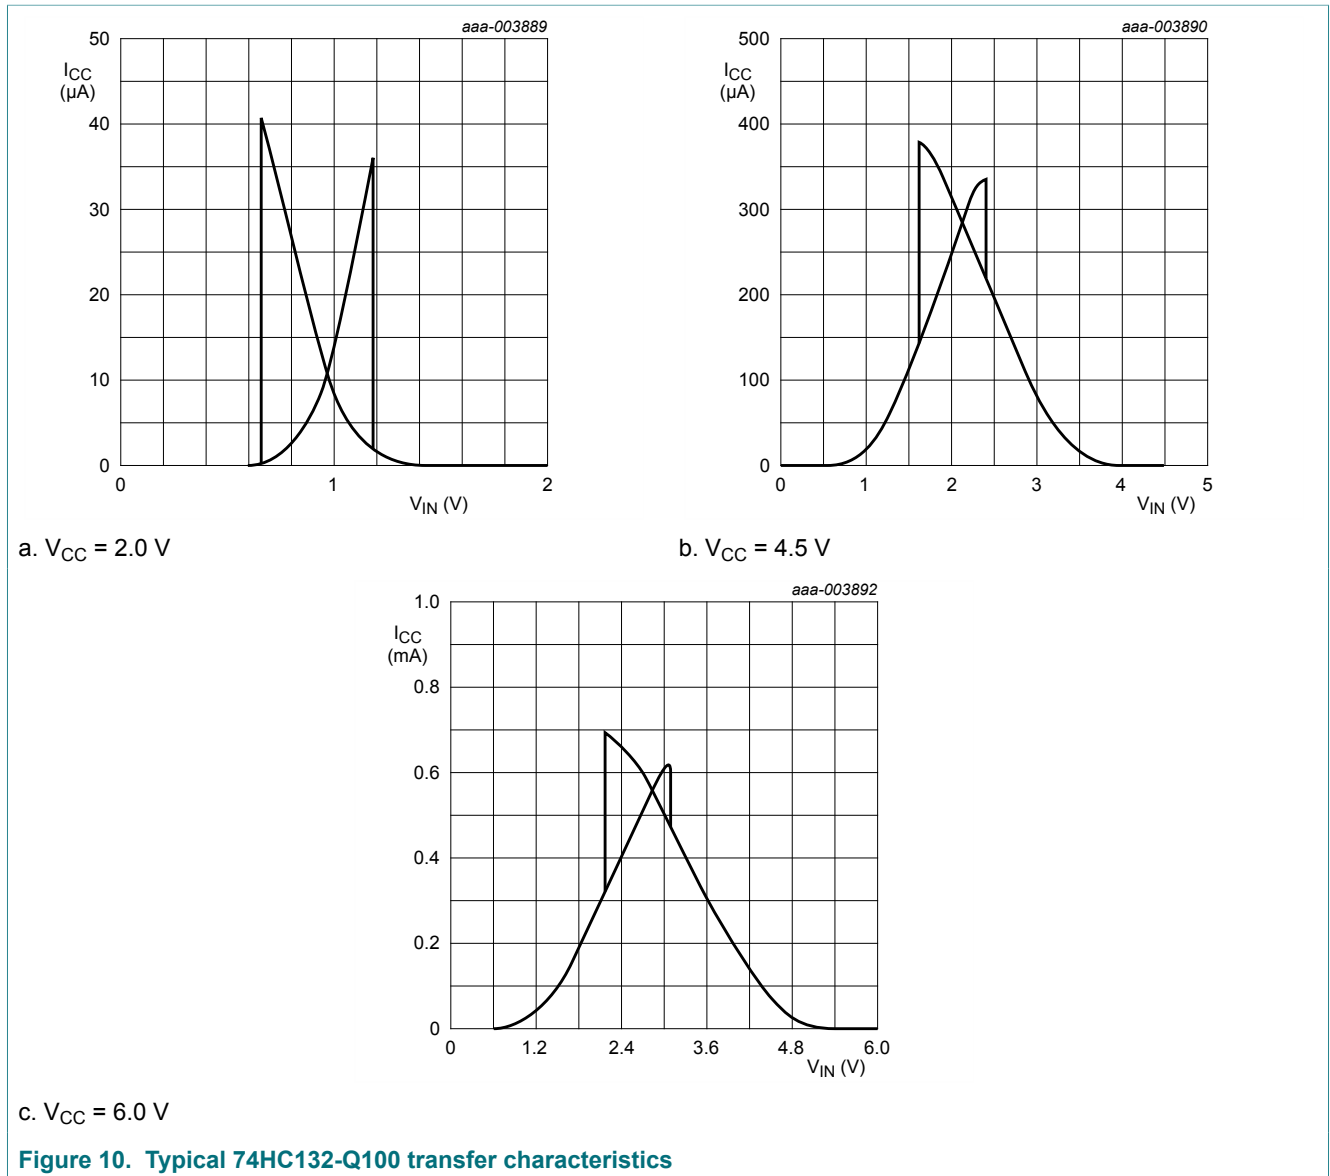 aaa-003889
50
I_CC
(µA)
40
30
20
10
0
0 1 2
V_IN (V)
a. V_CC = 2.0 V
aaa-003890
500
I_CC
(µA)
400
300
200
100
0
0 1 2 3 4 5
V_IN (V)
b. V_CC = 4.5 V
aaa-003892
1.0
I_CC
(mA)
0.8
0.6
0.4
0.2
0
0 1.2 2.4 3.6 4.8 6.0
V_IN (V)
c. V_CC = 6.0 V
Figure 10. Typical 74HC132-Q100 transfer characteristics